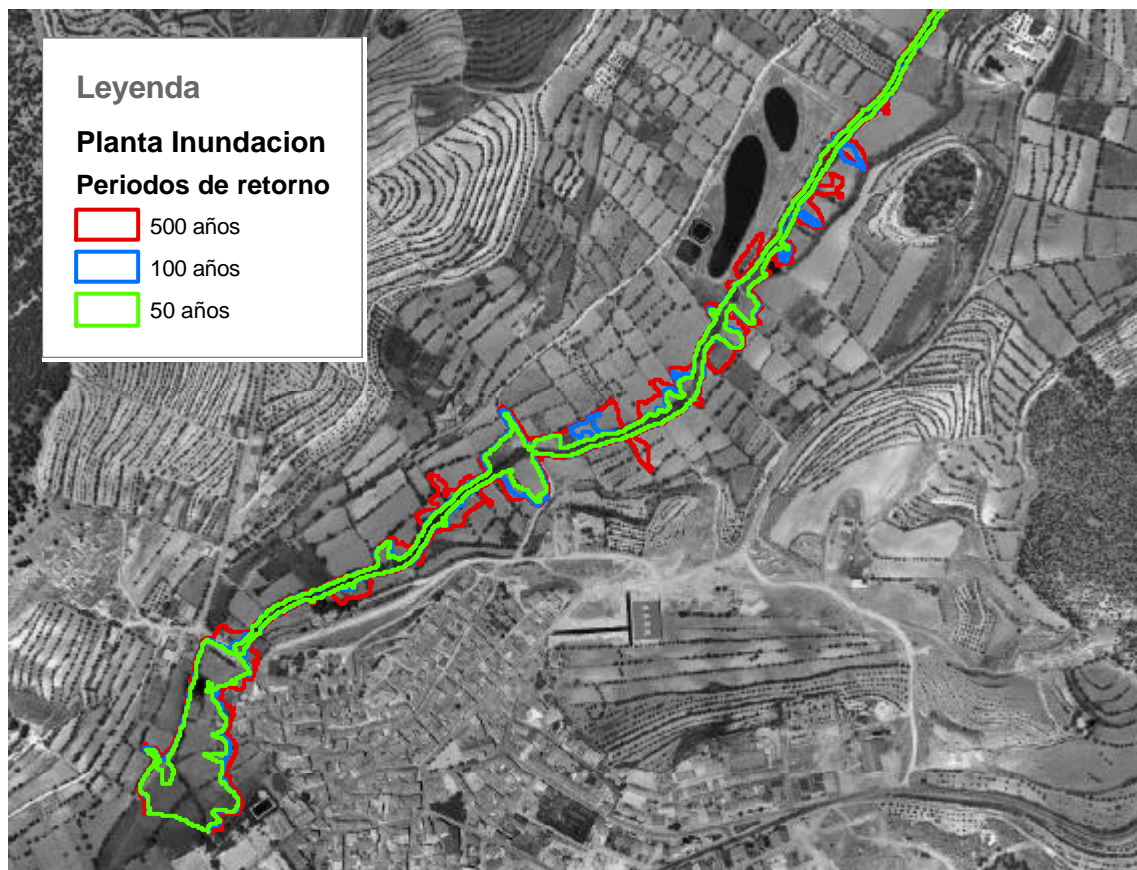 Leyenda
Planta Inundacion
Periodos de retorno
500 años
100 años
50 años